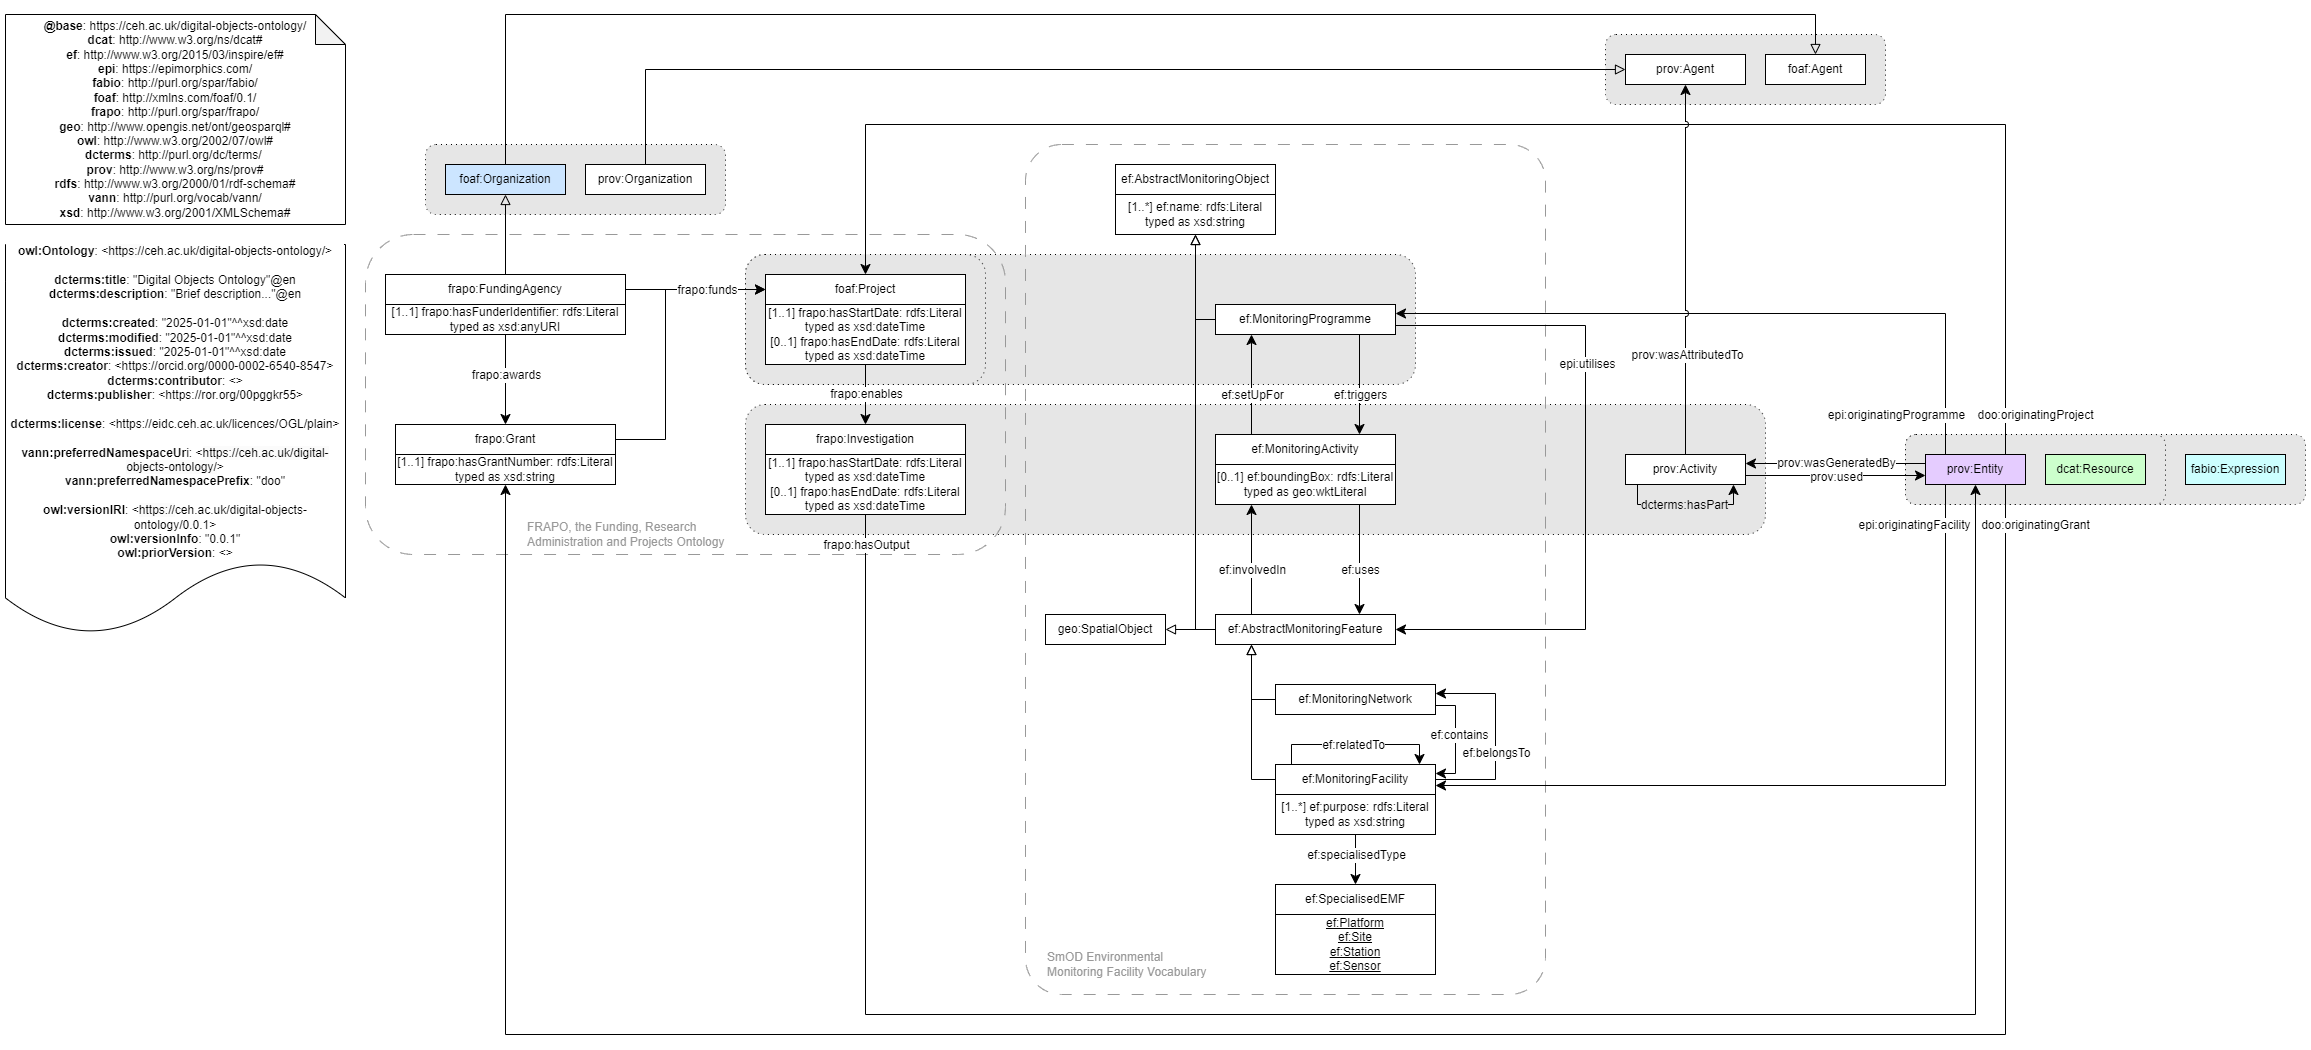 @base: https://ceh.ac.uk/digital-objects-ontology/
dcat: http://www.w3.org/ns/dcat#
ef: http://www.w3.org/2015/03/inspire/ef#
epi: https://epimorphics.com/
fabio: http://purl.org/spar/fabio/
foaf: http://xmlns.com/foaf/0.1/
frapo: http://purl.org/spar/frapo/
geo: http://www.opengis.net/ont/geosparql#
owl: http://www.w3.org/2002/07/owl#
dcterms: http://purl.org/dc/terms/
prov: http://www.w3.org/ns/prov#
rdfs: http://www.w3.org/2000/01/rdf-schema#
vann: http://purl.org/vocab/vann/
xsd: http://www.w3.org/2001/XMLSchema#
owl:Ontology: <https://ceh.ac.uk/digital-objects-ontology/>
dcterms:title: "Digital Objects Ontology"@en
dcterms:description: "Brief description..."@en
dcterms:created: "2025-01-01"^^xsd:date
dcterms:modified: "2025-01-01"^^xsd:date
dcterms:issued: "2025-01-01"^^xsd:date
dcterms:creator: <https://orcid.org/0000-0002-6540-8547>
dcterms:contributor: <>
dcterms:publisher: <https://ror.org/00pggkr55>
dcterms:license: <https://eidc.ceh.ac.uk/licences/OGL/plain>
vann:preferredNamespaceUri: <https://ceh.ac.uk/digital-
objects-ontology/>
vann:preferredNamespacePrefix: "doo"
owl:versionIRI: <https://ceh.ac.uk/digital-objects-
ontology/0.0.1>
owl:versionInfo: "0.0.1"
owl:priorVersion: <>
prov:Agent
foaf:Agent
foaf:Organization
prov:Organization
frapo:FundingAgency
[1..1] frapo:hasFunderIdentifier: rdfs:Literal
typed as xsd:anyURI
frapo:funds
frapo:awards
frapo:Grant
[1..1] frapo:hasGrantNumber: rdfs:Literal
typed as xsd:string
FRAPO, the Funding, Research
Administration and Projects Ontology
foaf:Project
[1..1] frapo:hasStartDate: rdfs:Literal
typed as xsd:dateTime
[0..1] frapo:hasEndDate: rdfs:Literal
typed as xsd:dateTime
frapo:enables
frapo:Investigation
[1..1] frapo:hasStartDate: rdfs:Literal
typed as xsd:dateTime
[0..1] frapo:hasEndDate: rdfs:Literal
typed as xsd:dateTime
frapo:hasOutput
ef:AbstractMonitoringObject
[1..*] ef:name: rdfs:Literal
typed as xsd:string
ef:MonitoringProgramme
epi:utilises
ef:setUpFor
ef:triggers
ef:MonitoringActivity
[0..1] ef:boundingBox: rdfs:Literal
typed as geo:wktLiteral
ef:involvedIn
ef:uses
geo:SpatialObject
ef:AbstractMonitoringFeature
ef:MonitoringNetwork
ef:contains
ef:belongsTo
ef:relatedTo
ef:MonitoringFacility
[1..*] ef:purpose: rdfs:Literal
typed as xsd:string
ef:specialisedType
ef:SpecialisedEMF
ef:Platform
ef:Site
ef:Station
ef:Sensor
SmOD Environmental
Monitoring Facility Vocabulary
prov:wasAttributedTo
prov:Activity
dcterms:hasPart
prov:wasGeneratedBy
prov:used
epi:originatingProgramme
doo:originatingProject
prov:Entity
dcat:Resource
fabio:Expression
epi:originatingFacility
doo:originatingGrant